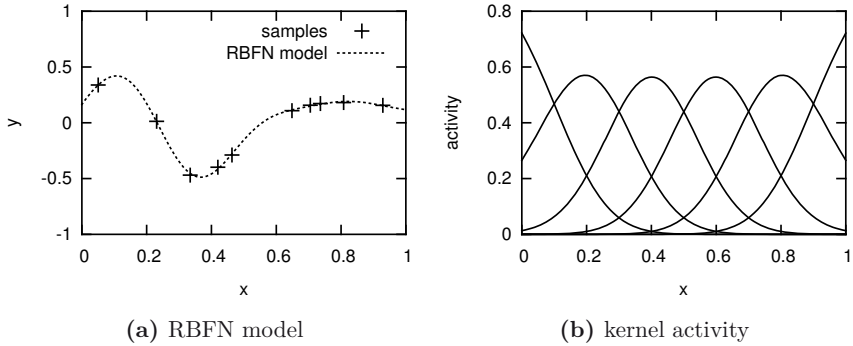 1
0.5
0
-0.5
-1
y
samples
RBFN model
0 0.2 0.4 0.6 0.8 1
x
(a) RBFN model
0.8
0.6
0.4
0.2
0
activity
0 0.2 0.4 0.6 0.8 1
x
(b) kernel activity